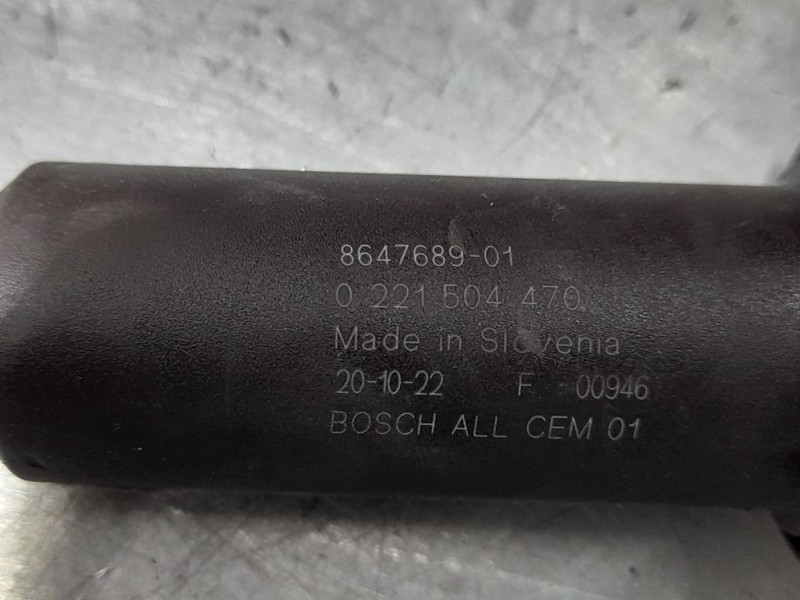 8647689-01
0 221 504 470
Made in Slovenia
20-10-22 F 00946
BOSCH ALL CEM 01